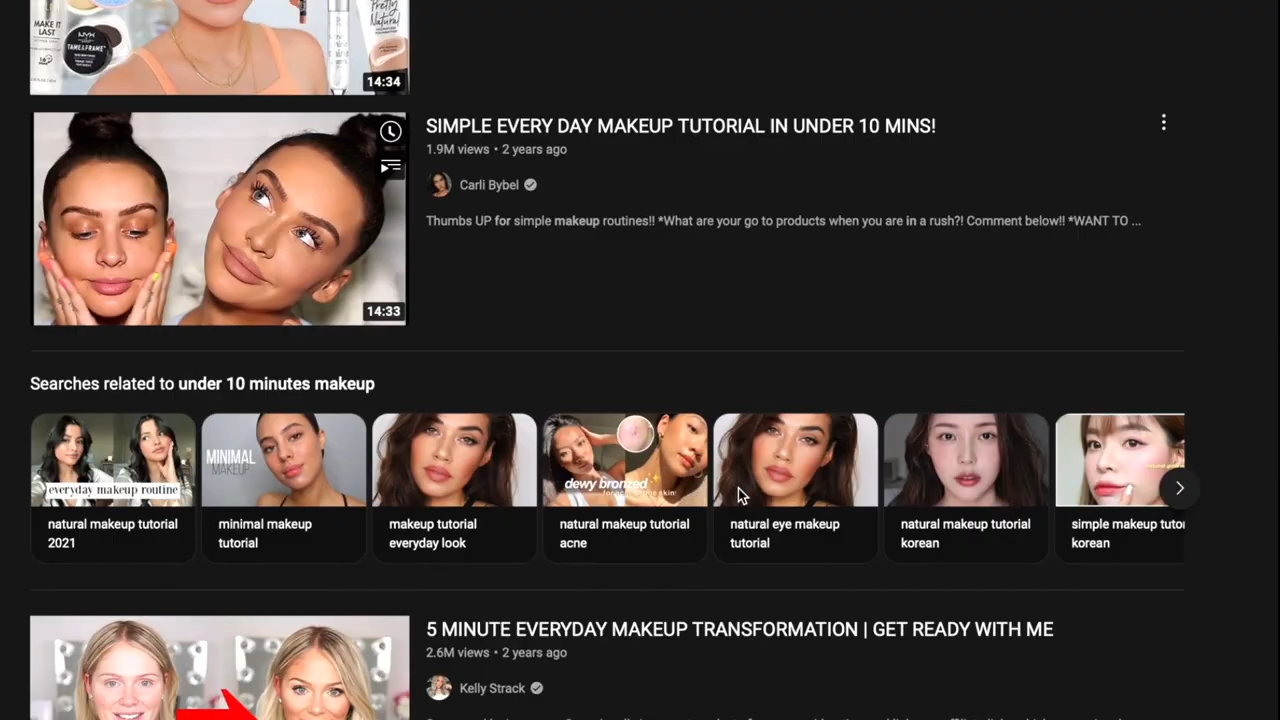 MAKE IT
LAST
NYX
TAME&FRAME
Pretty
Natural
14:34
SIMPLE EVERY DAY MAKEUP TUTORIAL IN UNDER 10 MINS!
1.9M views • 2 years ago
Carli Bybel
Thumbs UP for simple makeup routines!! *What are your go to products when you are in a rush?! Comment below!! *WANT TO ...
14:33
Searches related to under 10 minutes makeup
MINIMAL
MAKEUP
everyday makeup routine
dewy bronzed
natural makeup tutorial
2021
minimal makeup
tutorial
makeup tutorial
everyday look
natural makeup tutorial
acne
natural eye makeup
tutorial
natural makeup tutorial
korean
simple makeup tutor
korean
5 MINUTE EVERYDAY MAKEUP TRANSFORMATION | GET READY WITH ME
2.6M views • 2 years ago
Kelly Strack